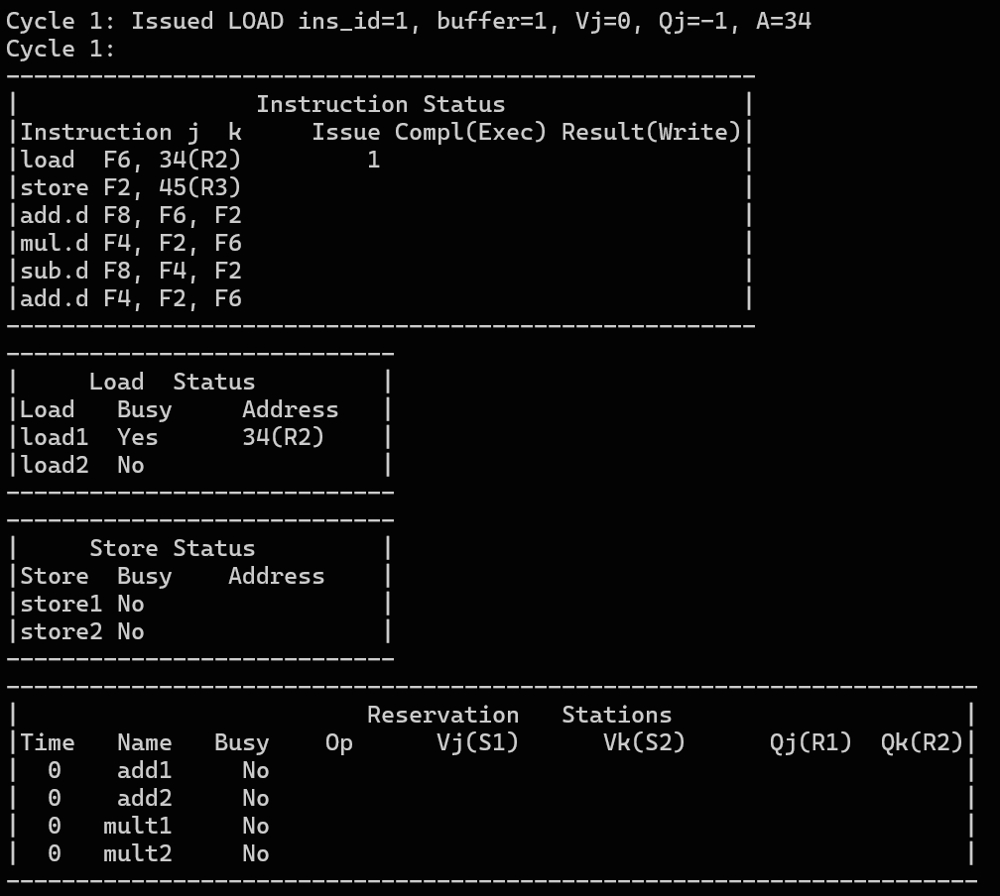 Cycle 1: Issued LOAD ins_id=1, buffer=1, Vj=0, Qj=-1, A=34
Cycle 1:
------------------------------------------------------
|                 Instruction Status                 |
|Instruction j  k     Issue Compl(Exec) Result(Write)|
|load  F6, 34(R2)         1                          |
|store F2, 45(R3)                                    |
|add.d F8, F6, F2                                    |
|mul.d F4, F2, F6                                    |
|sub.d F8, F4, F2                                    |
|add.d F4, F2, F6                                    |
------------------------------------------------------
----------------------------
|     Load  Status         |
|Load   Busy     Address   |
|load1  Yes      34(R2)    |
|load2  No                 |
----------------------------
----------------------------
|     Store Status         |
|Store  Busy    Address    |
|store1 No                 |
|store2 No                 |
----------------------------
----------------------------------------------------------------------
|                         Reservation   Stations                     |
|Time   Name   Busy    Op      Vj(S1)      Vk(S2)      Qj(R1)  Qk(R2)|
|  0    add1     No                                                  |
|  0    add2     No                                                  |
|  0   mult1     No                                                  |
|  0   mult2     No                                                  |
----------------------------------------------------------------------